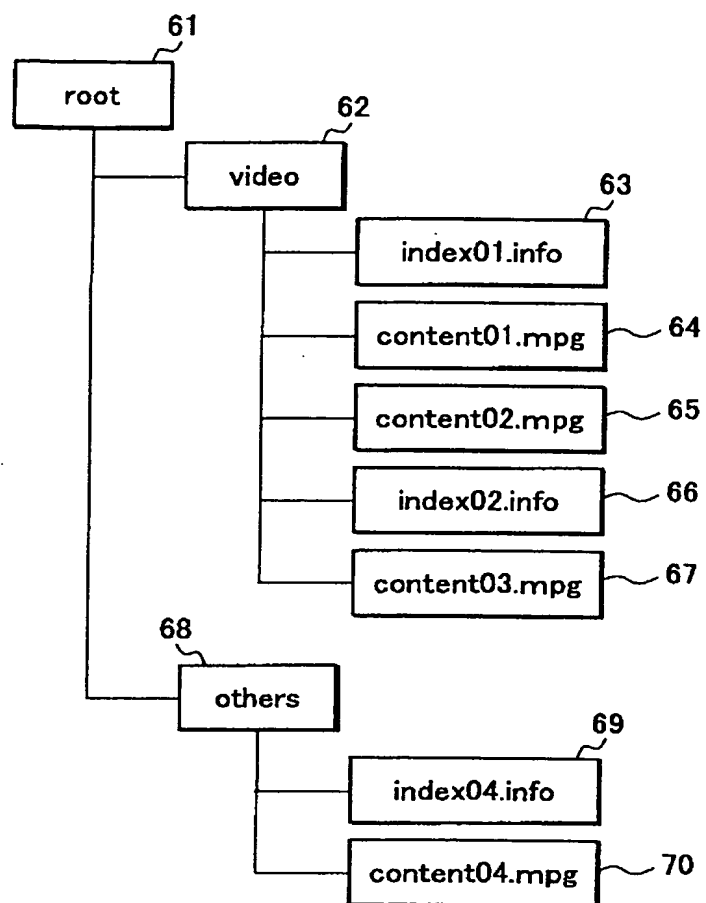 61
root
62
video
63
index01.info
content01.mpg
64
content02.mpg
65
index02.info
66
content03.mpg
67
68
others
69
index04.info
content04.mpg
70